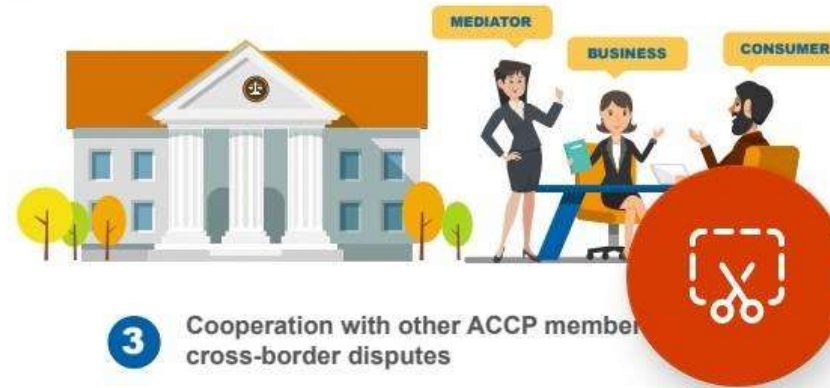 MEDIATOR
BUSINESS
CONSUMER
3
Cooperation with other ACCP member
cross-border disputes